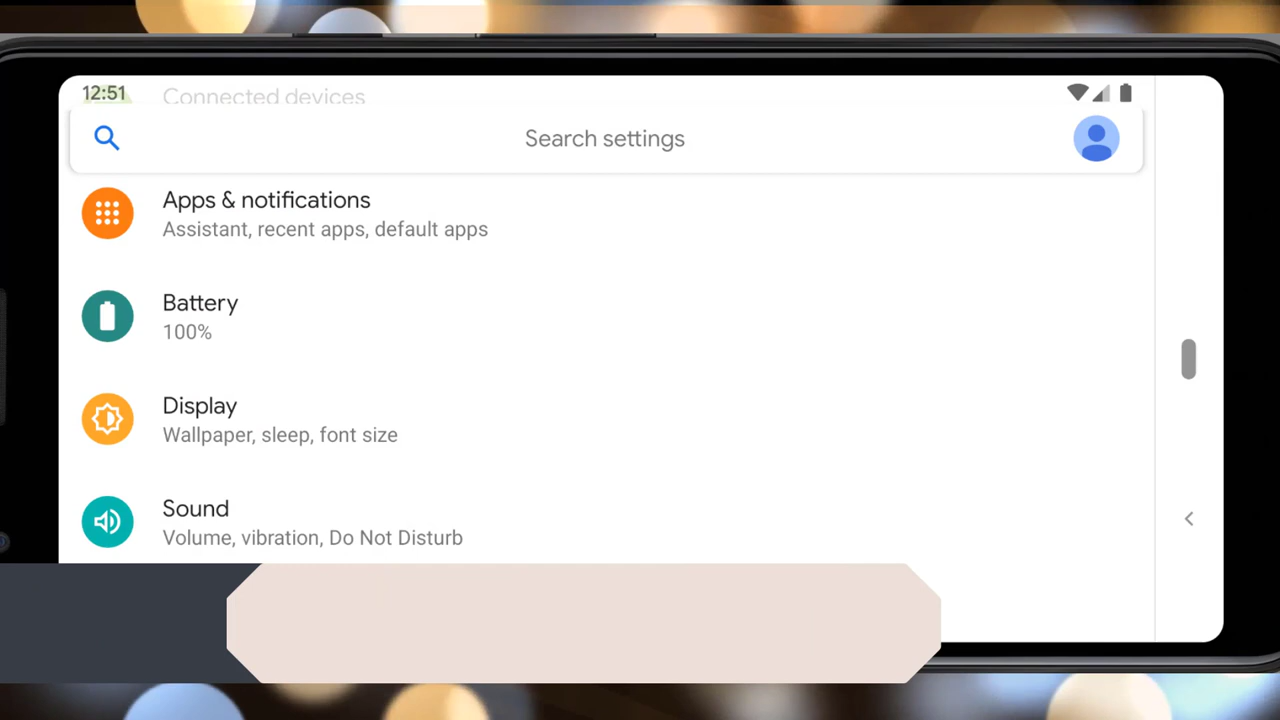 12:51
Connected devices
Search settings
Apps & notifications
Assistant, recent apps, default apps
Battery
100%
Display
Wallpaper, sleep, font size
Sound
Volume, vibration, Do Not Disturb